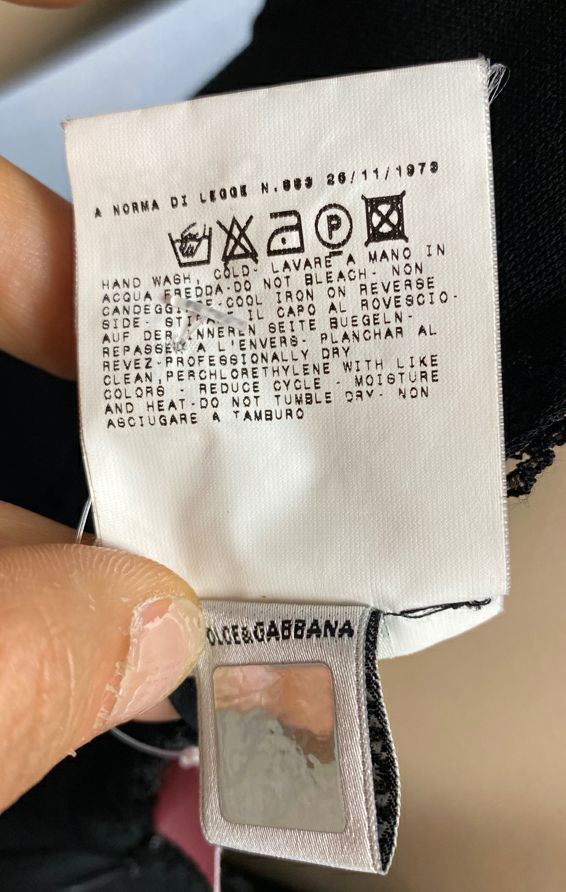 A NORMA DI LEGGE N.883 26/11/1973
P
HAND WASH, COLD- LAVARE A MANO IN
ACQUA FREDDA-DO NOT BLEACH- NON
COOL IRON ON REVERSE
SIDE- IL CAPO AL ROVESCIO-
AUF DER INNEREN SEITE BUEGELN-
REPASSER A L'ENVERS- PLANCHAR AL
REVEZ-PROFESSIONALLY DRY
CLEAN,PERCHLORETHYLENE WITH LIKE
COLORS - REDUCE CYCLE - MOISTURE
AND HEAT-DO NOT TUMBLE DRY- NON
ASCIUGARE A TAMBURO
DOLCE&GABBANA